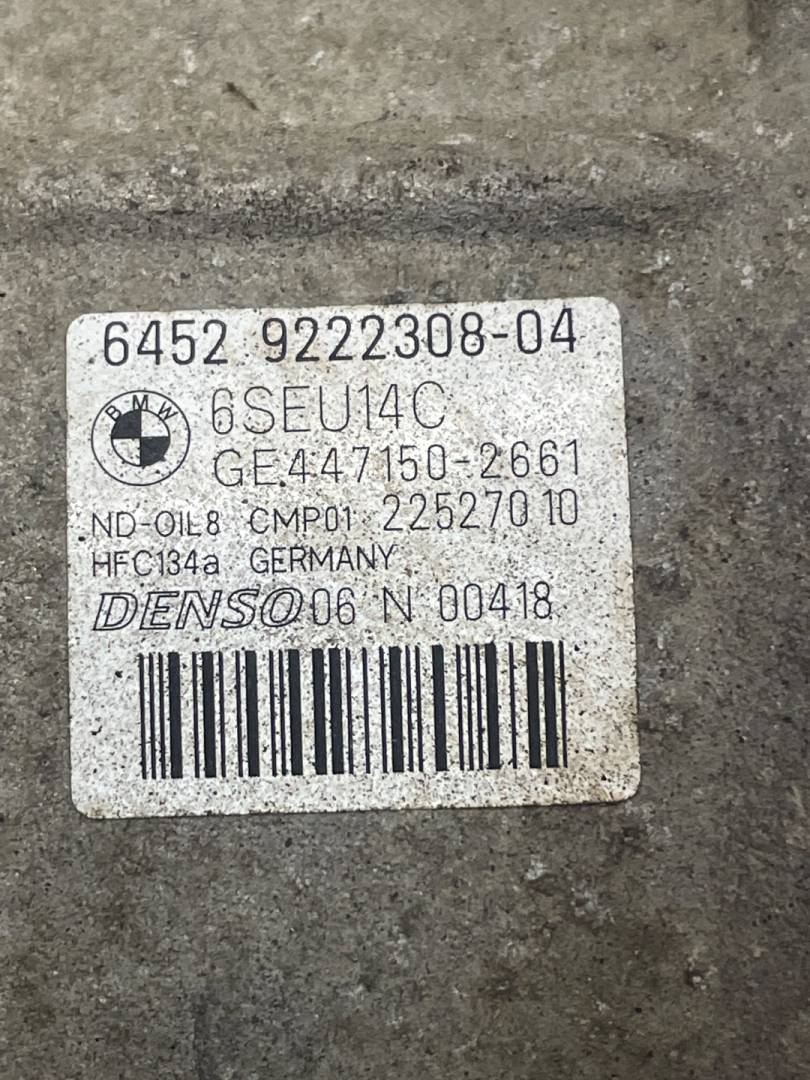 6452 9222308-04
BMW
6SEU14C
GE447150-2661
ND-OIL8 CMP01 22527010
HFC134a GERMANY
DENSO 06 N 00418